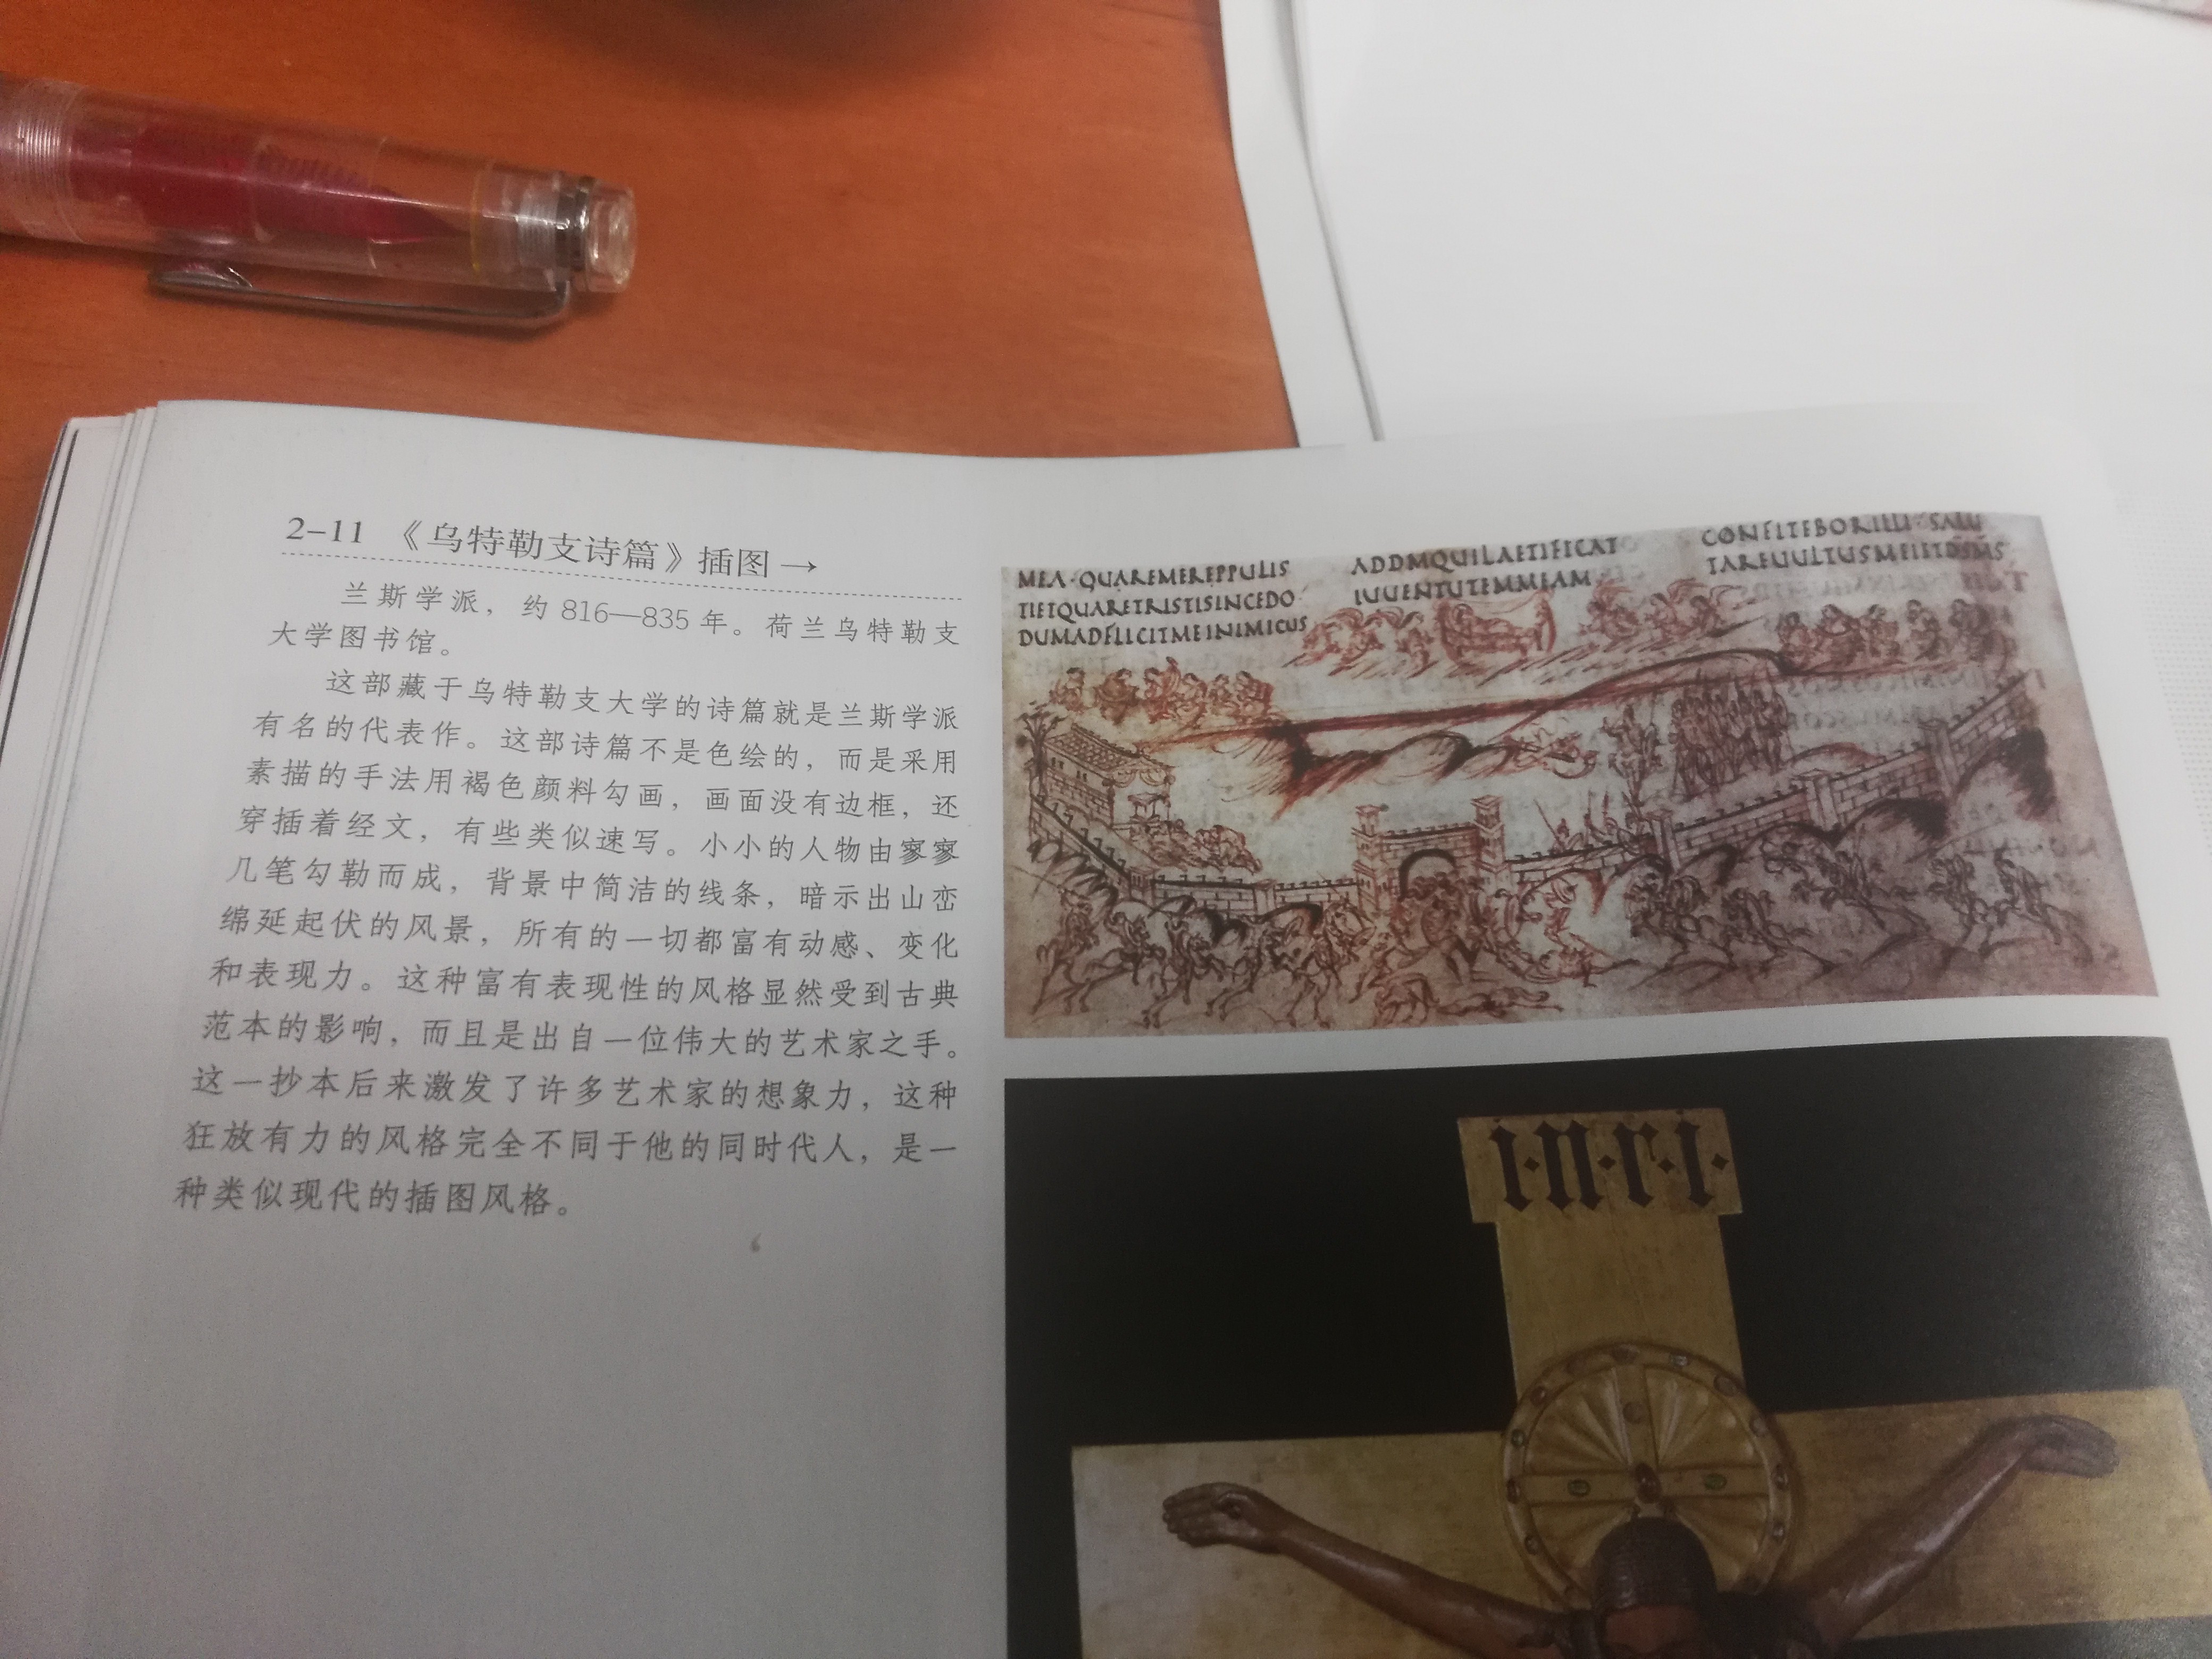 2-11 《乌特勒支诗篇》插图→
兰斯学派，约 816—835 年。荷兰乌特勒支
大学图书馆。
这部藏于乌特勒支大学的诗篇就是兰斯学派
有名的代表作。这部诗篇不是色绘的，而是采用
素描的手法用褐色颜料勾画，画面没有边框，还
穿插着经文，有些类似速写。小小的人物由寥寥
几笔勾勒而成，背景中简洁的线条，暗示出山峦
绵延起伏的风景，所有的一切都富有动感、变化
和表现力。这种富有表现性的风格显然受到古典
范本的影响，而且是出自一位伟大的艺术家之手。
这一抄本后来激发了许多艺术家的想象力，这种
狂放有力的风格完全不同于他的同时代人，是一
种类似现代的插图风格。
MEA·QUAREMEREPPULIS
TIETQUARETRISTISINCEDO·
DUMADFLICITMEINIMICUS
ADDMQUILAETIFICAT
IUUENTUTEMMEAM
CONFITEBORILLI SALU
TAREUULTUSMEIETDSMS
i·n·r·i·